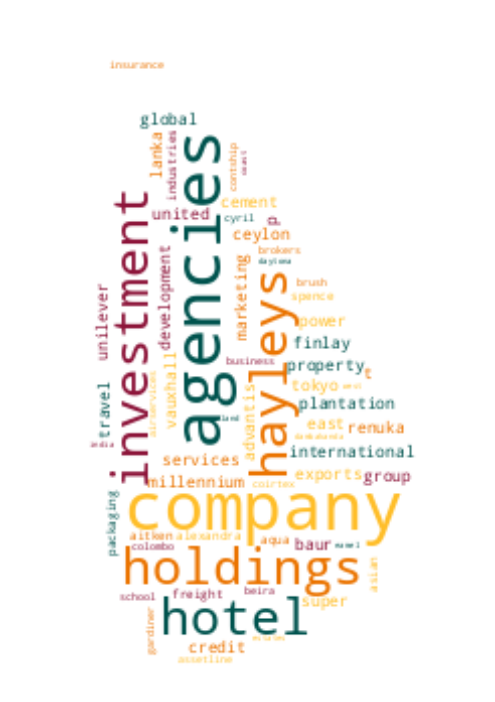 insurance
global
lanka
industries
agencies
contship
united
cement
cyril
p
ceylon
investment
brokers
daytona
development
marketing
hayleys
brush
spence
unilever
power
finlay
vauxhall
business
property
t
airservices
travel
tokyo
advantis
plantation
land
east
renuka
india
international
services
exports
group
millennium
coirtex
company
packaging
aitken
alexandra
aqua
baur
colombo
holdings
asian
school
freight
beira
super
hotel
gardiner
credit
assetline